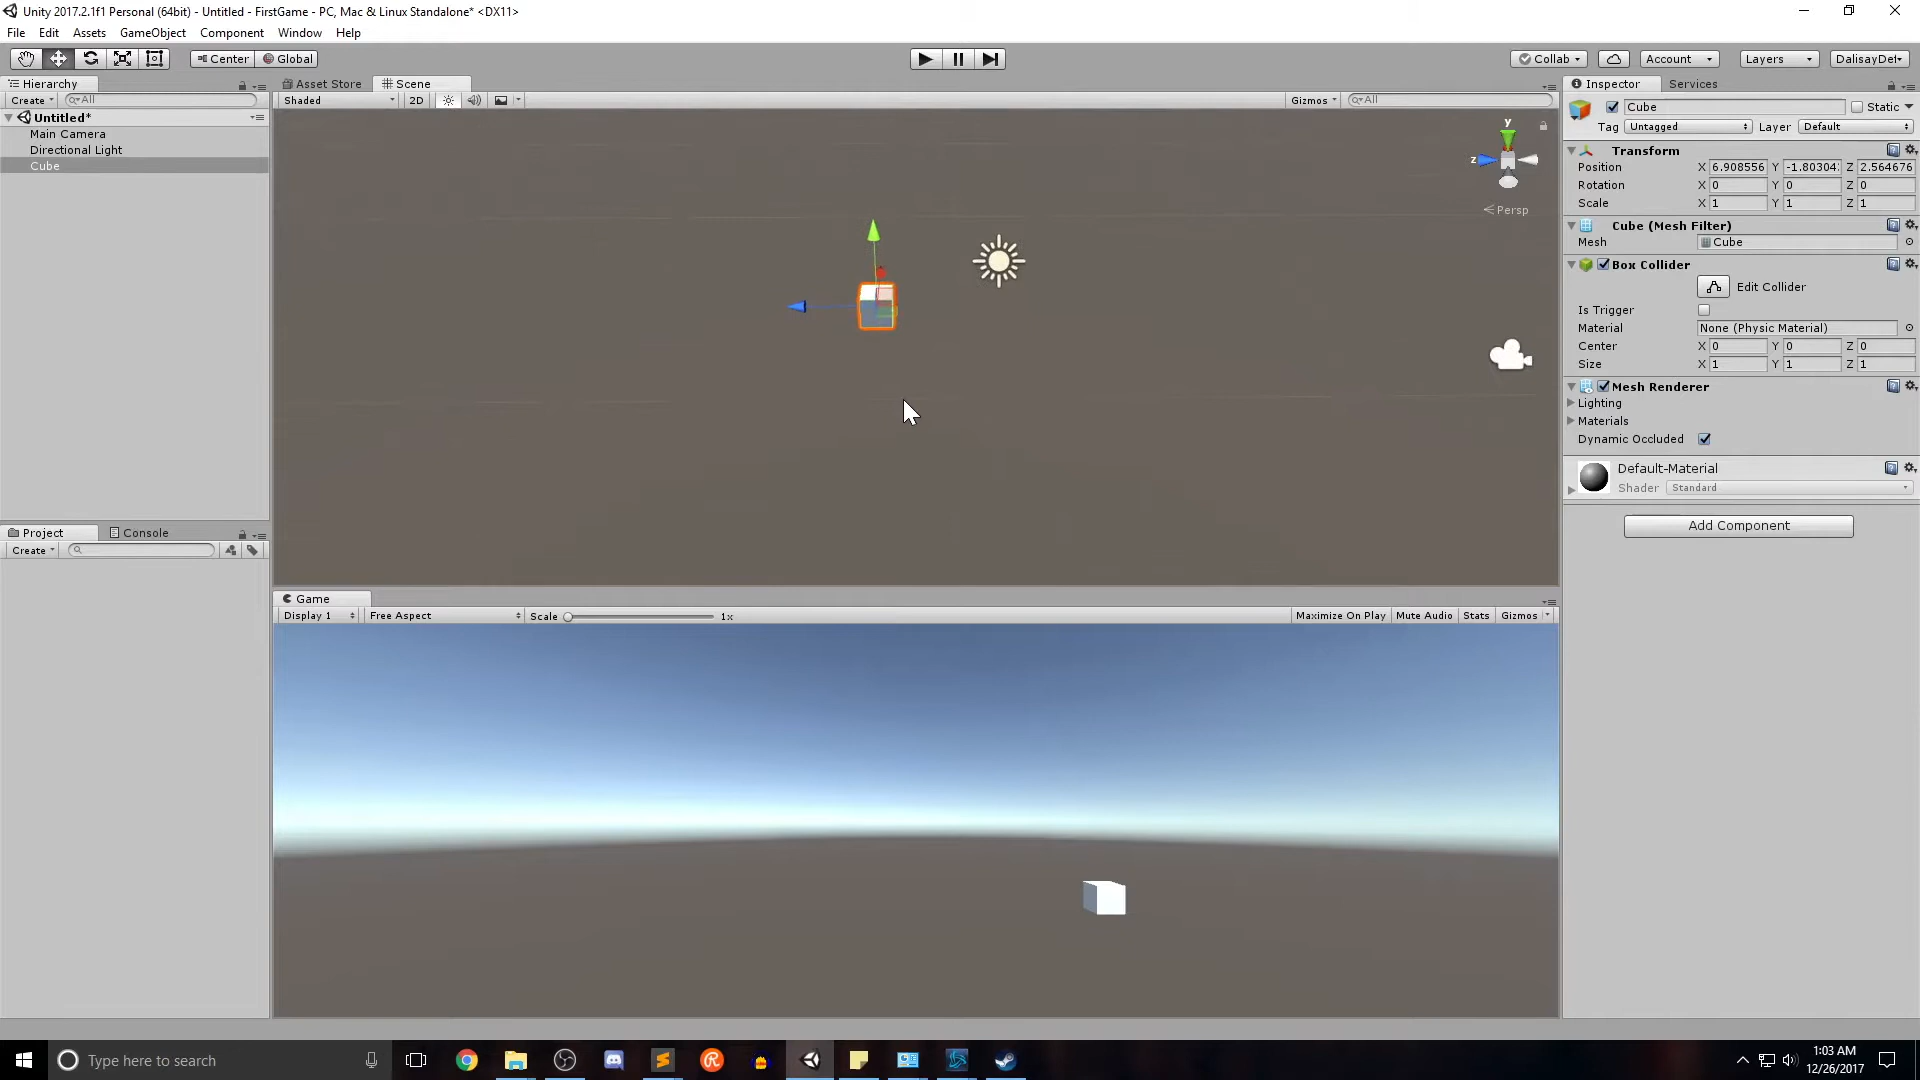 Unity 2017.2.1f1 Personal (64bit) - Untitled - FirstGame - PC, Mac & Linux Standalone* <DX11>
File Edit Assets GameObject Component Window Help
Center Global Collab Account Layers DalisayDef
Hierarchy
Create All
Untitled*
Main Camera
Directional Light
Cube
Asset Store Scene
Shaded 2D Gizmos All
y
z
Persp
Inspector Services
Cube Static
Tag Untagged Layer Default
Transform
Position X 6.908556 Y -1.80304 Z 2.564676
Rotation X 0 Y 0 Z 0
Scale X 1 Y 1 Z 1
Cube (Mesh Filter)
Mesh Cube
Box Collider
Edit Collider
Is Trigger
Material None (Physic Material)
Center X 0 Y 0 Z 0
Size X 1 Y 1 Z 1
Mesh Renderer
Lighting
Materials
Dynamic Occluded
Default-Material
Shader Standard
Add Component
Project Console
Create
Game
Display 1 Free Aspect Scale 1x Maximize On Play Mute Audio Stats Gizmos
Type here to search
1:03 AM
12/26/2017